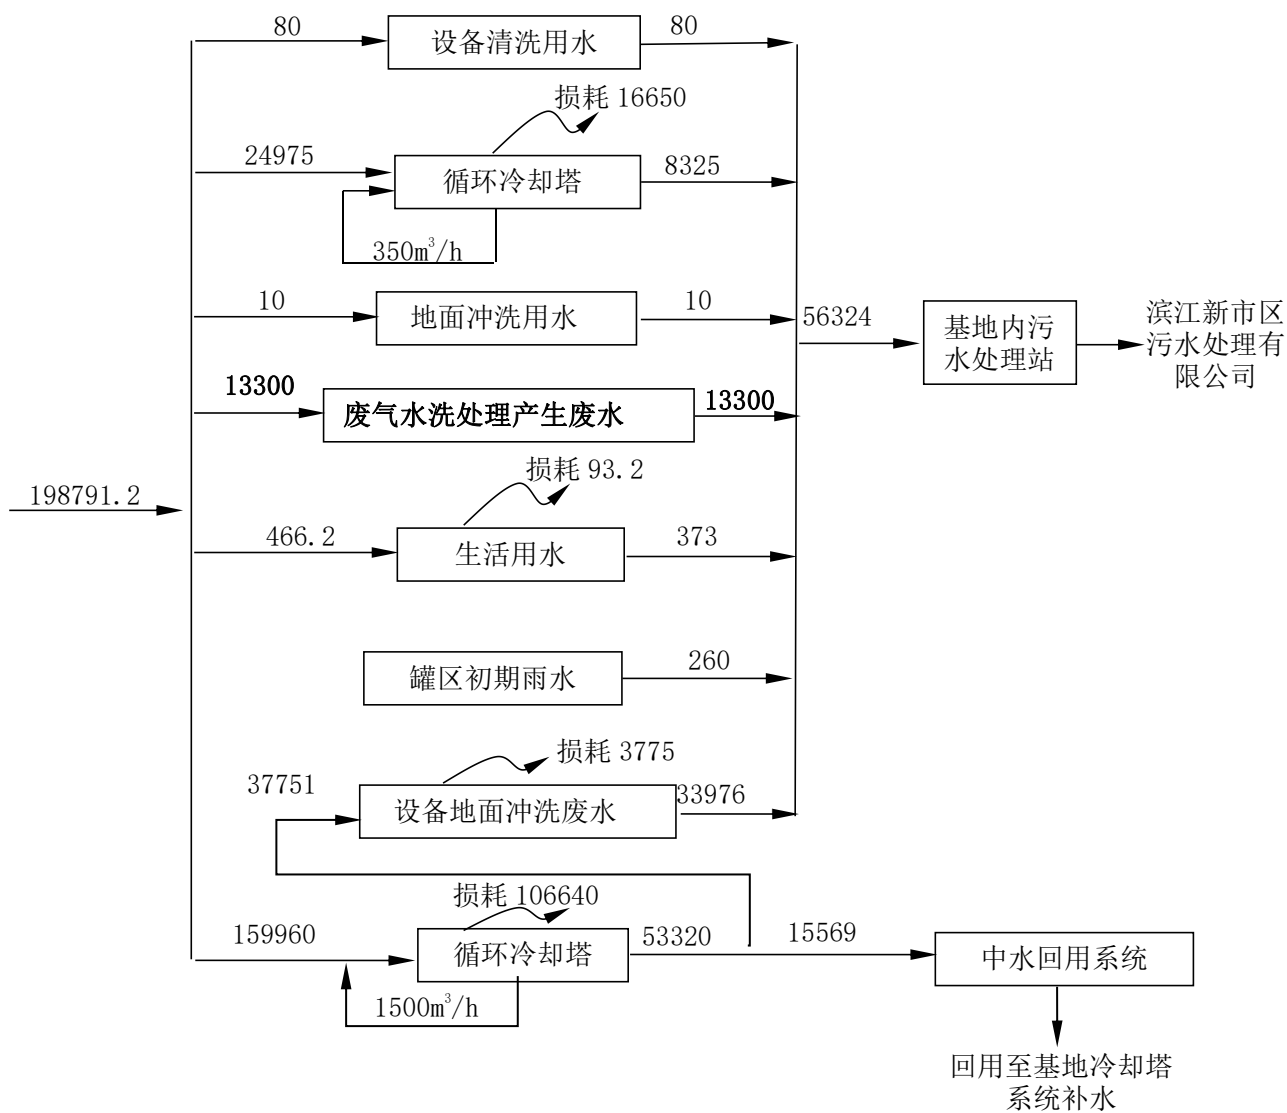 80
设备清洗用水
80
损耗 16650
24975
循环冷却塔
8325
350m³/h
10
地面冲洗用水
10
56324
基地内污
水处理站
滨江新市区
污水处理有
限公司
13300
废气水洗处理产生废水
13300
损耗 93.2
198791.2
466.2
生活用水
373
罐区初期雨水
260
损耗 3775
37751
设备地面冲洗废水
33976
损耗 106640
159960
循环冷却塔
53320
15569
中水回用系统
1500m³/h
回用至基地冷却塔
系统补水